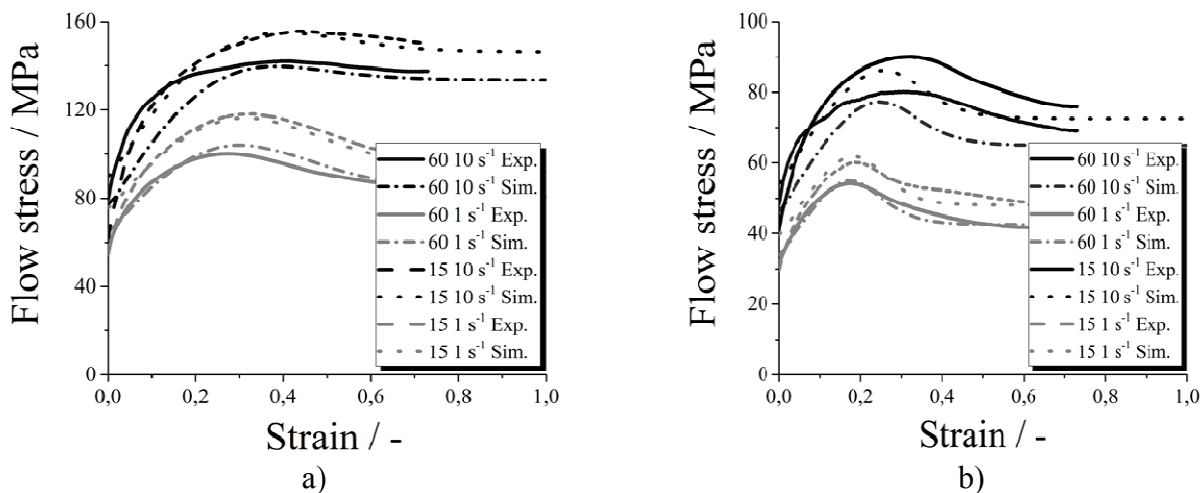 Flow stress / MPa
160
120
80
40
0
0,0 0,2 0,4 0,6 0,8 1,0
Strain / -
60 10 s⁻¹ Exp.
60 10 s⁻¹ Sim.
60 1 s⁻¹ Exp.
60 1 s⁻¹ Sim.
15 10 s⁻¹ Exp.
15 10 s⁻¹ Sim.
15 1 s⁻¹ Exp.
15 1 s⁻¹ Sim.
a)
Flow stress / MPa
100
80
60
40
20
0
0,0 0,2 0,4 0,6 0,8 1,0
Strain / -
60 10 s⁻¹ Exp.
60 10 s⁻¹ Sim.
60 1 s⁻¹ Exp.
60 1 s⁻¹ Sim.
15 10 s⁻¹ Exp.
15 10 s⁻¹ Sim.
15 1 s⁻¹ Exp.
15 1 s⁻¹ Sim.
b)